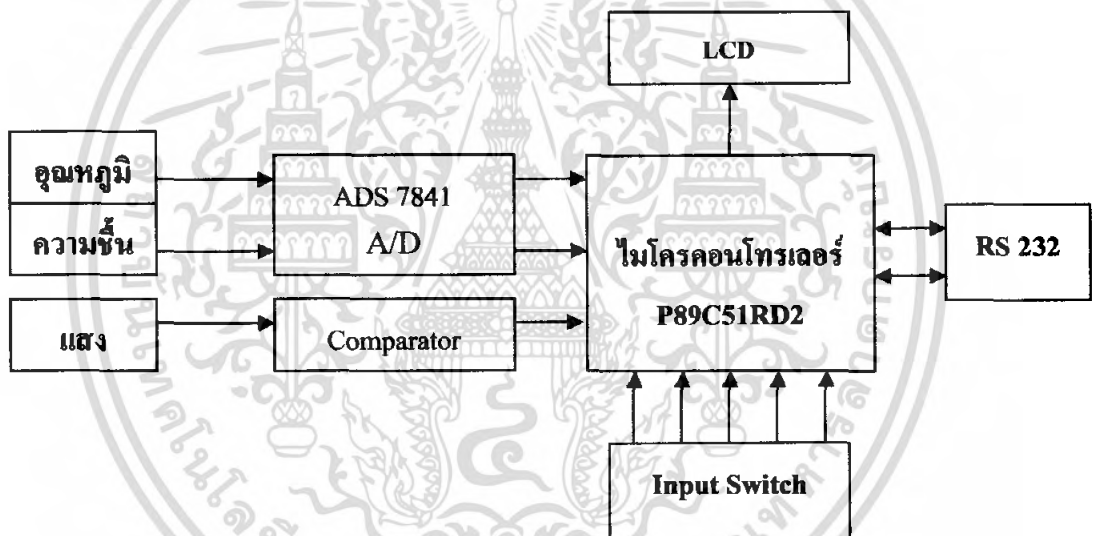 LCD
อุณหภูมิ
ความชื้น
แสง
ADS 7841
A/D
Comparator
ไมโครคอนโทรเลอร์
P89C51RD2
RS 232
Input Switch